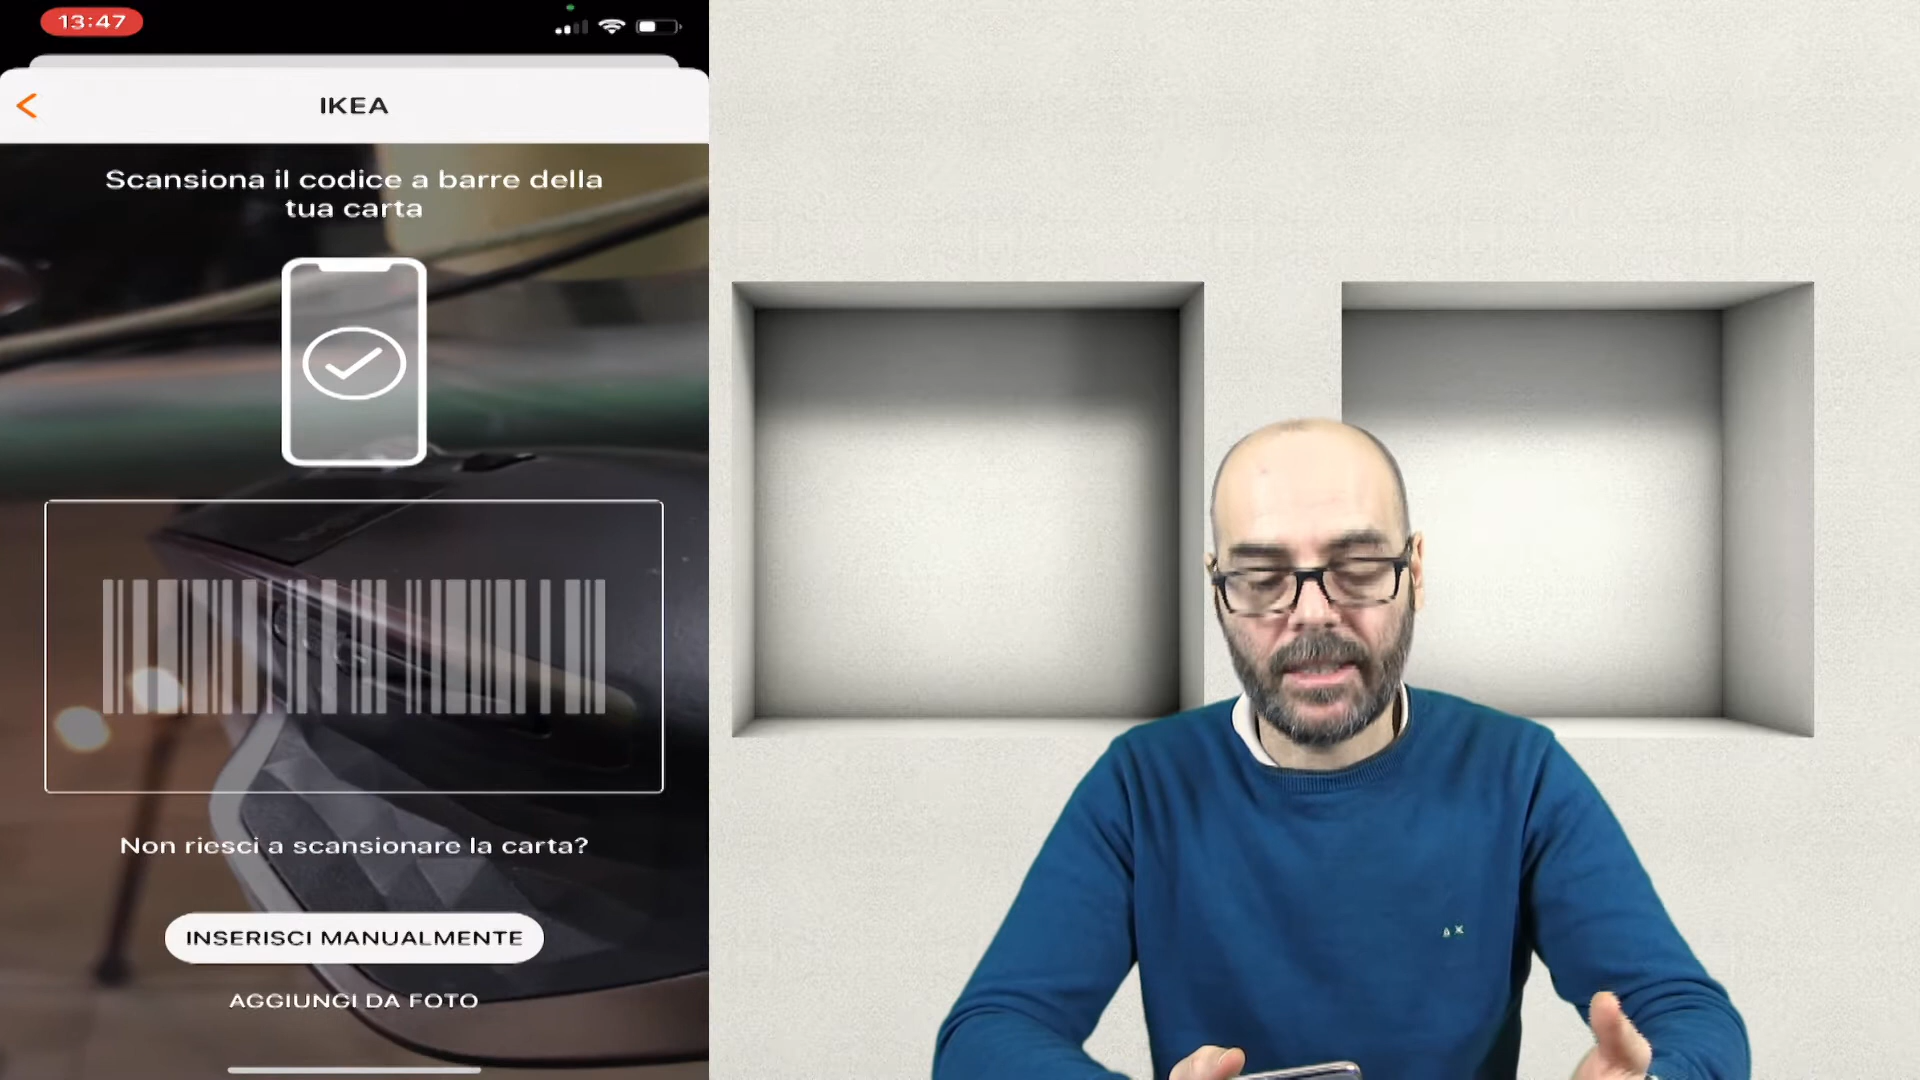 13:47
IKEA
Scansiona il codice a barre della
tua carta
Non riesci a scansionare la carta?
INSERISCI MANUALMENTE
AGGIUNGI DA FOTO